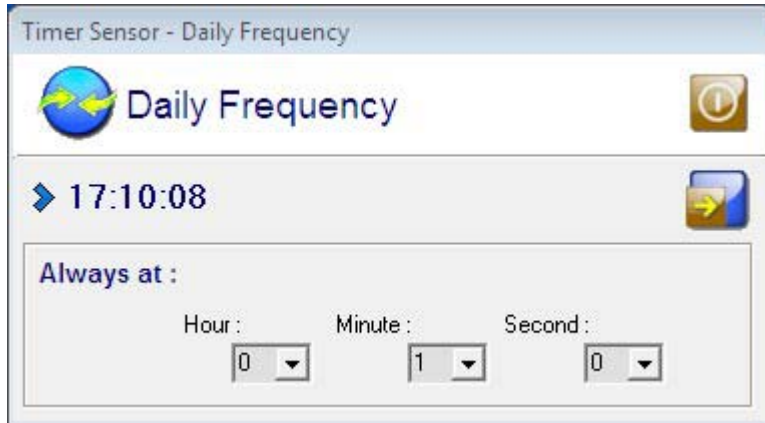 Timer Sensor - Daily Frequency
Daily Frequency
17:10:08
Always at :
Hour : Minute : Second :
0 1 0